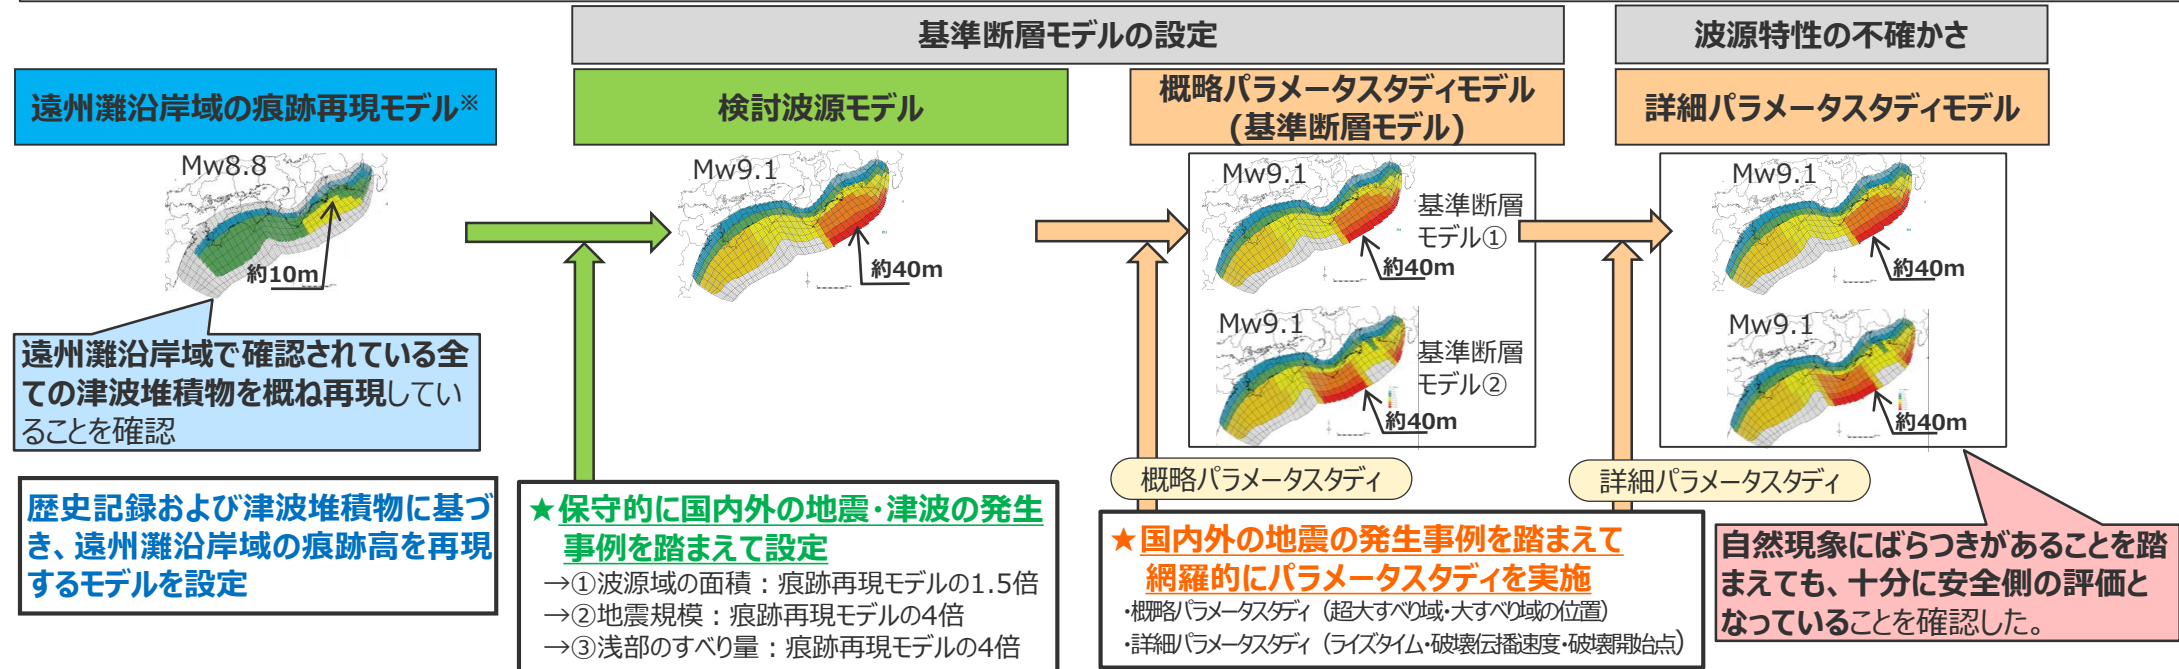 基準断層モデルの設定
波源特性の不確かさ
遠州灘沿岸域の痕跡再現モデル※
検討波源モデル
概略パラメータスタディモデル
(基準断層モデル)
詳細パラメータスタディモデル
Mw8.8
約10m
Mw9.1
約40m
Mw9.1
基準断層
モデル①
約40m
Mw9.1
基準断層
モデル②
約40m
Mw9.1
約40m
Mw9.1
約40m
遠州灘沿岸域で確認されている全
ての津波堆積物を概ね再現してい
ることを確認
概略パラメータスタディ
詳細パラメータスタディ
歴史記録および津波堆積物に基づ
き、遠州灘沿岸域の痕跡高を再現
するモデルを設定
★保守的に国内外の地震・津波の発生
事例を踏まえて設定
→①波源域の面積：痕跡再現モデルの1.5倍
→②地震規模：痕跡再現モデルの4倍
→③浅部のすべり量：痕跡再現モデルの4倍
★国内外の地震の発生事例を踏まえて
網羅的にパラメータスタディを実施
・概略パラメータスタディ（超大すべり域・大すべり域の位置）
・詳細パラメータスタディ（ライズタイム・破壊伝播速度・破壊開始点）
自然現象にばらつきがあることを踏
まえても、十分に安全側の評価と
なっていることを確認した。